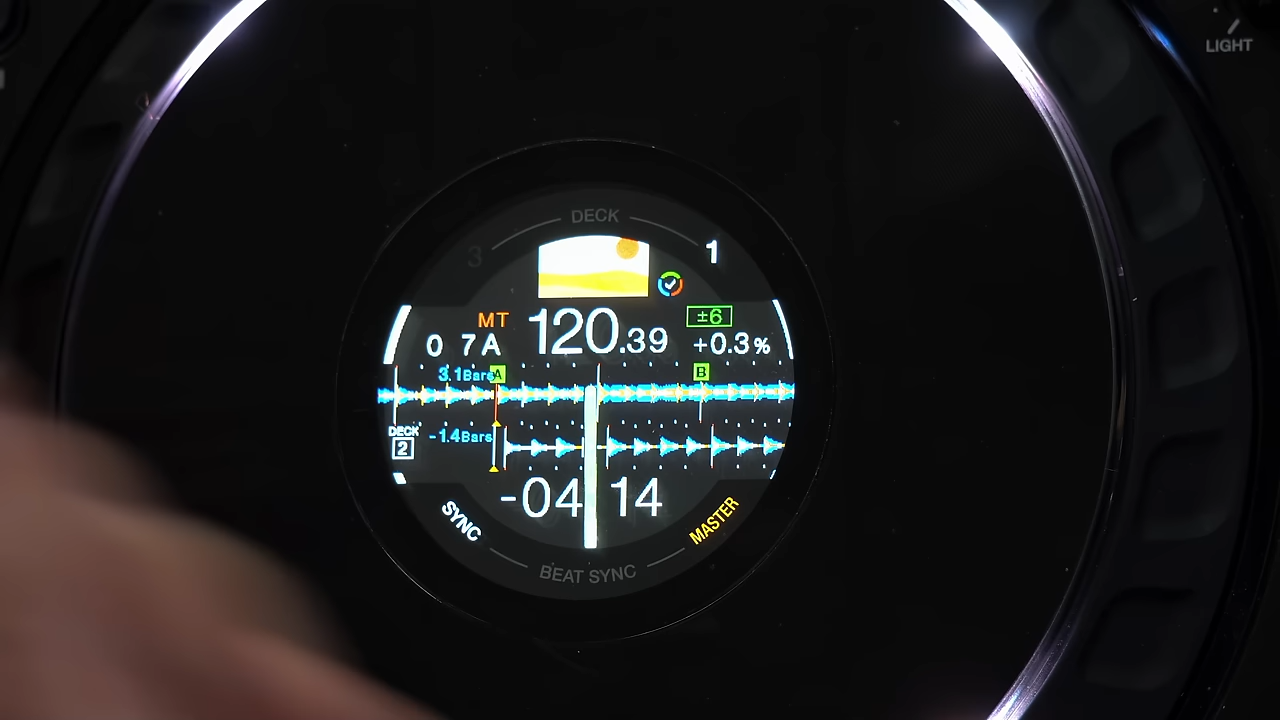 LIGHT
DECK
3
1
MT
120.39
±6
0 7A
+0.3%
3.1Bars
A
B
DECK
2
-1.4Bars
-04 14
SYNC
MASTER
BEAT SYNC